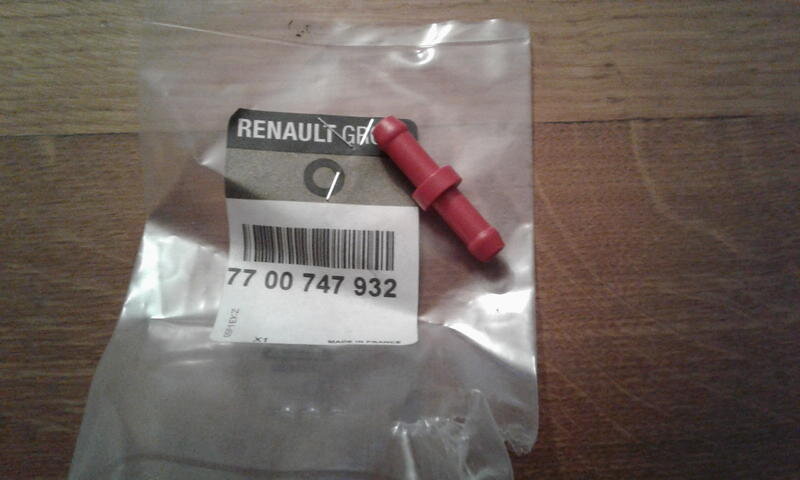 RENAULT GRO
77 00 747 932
X1
MADE IN FRANCE